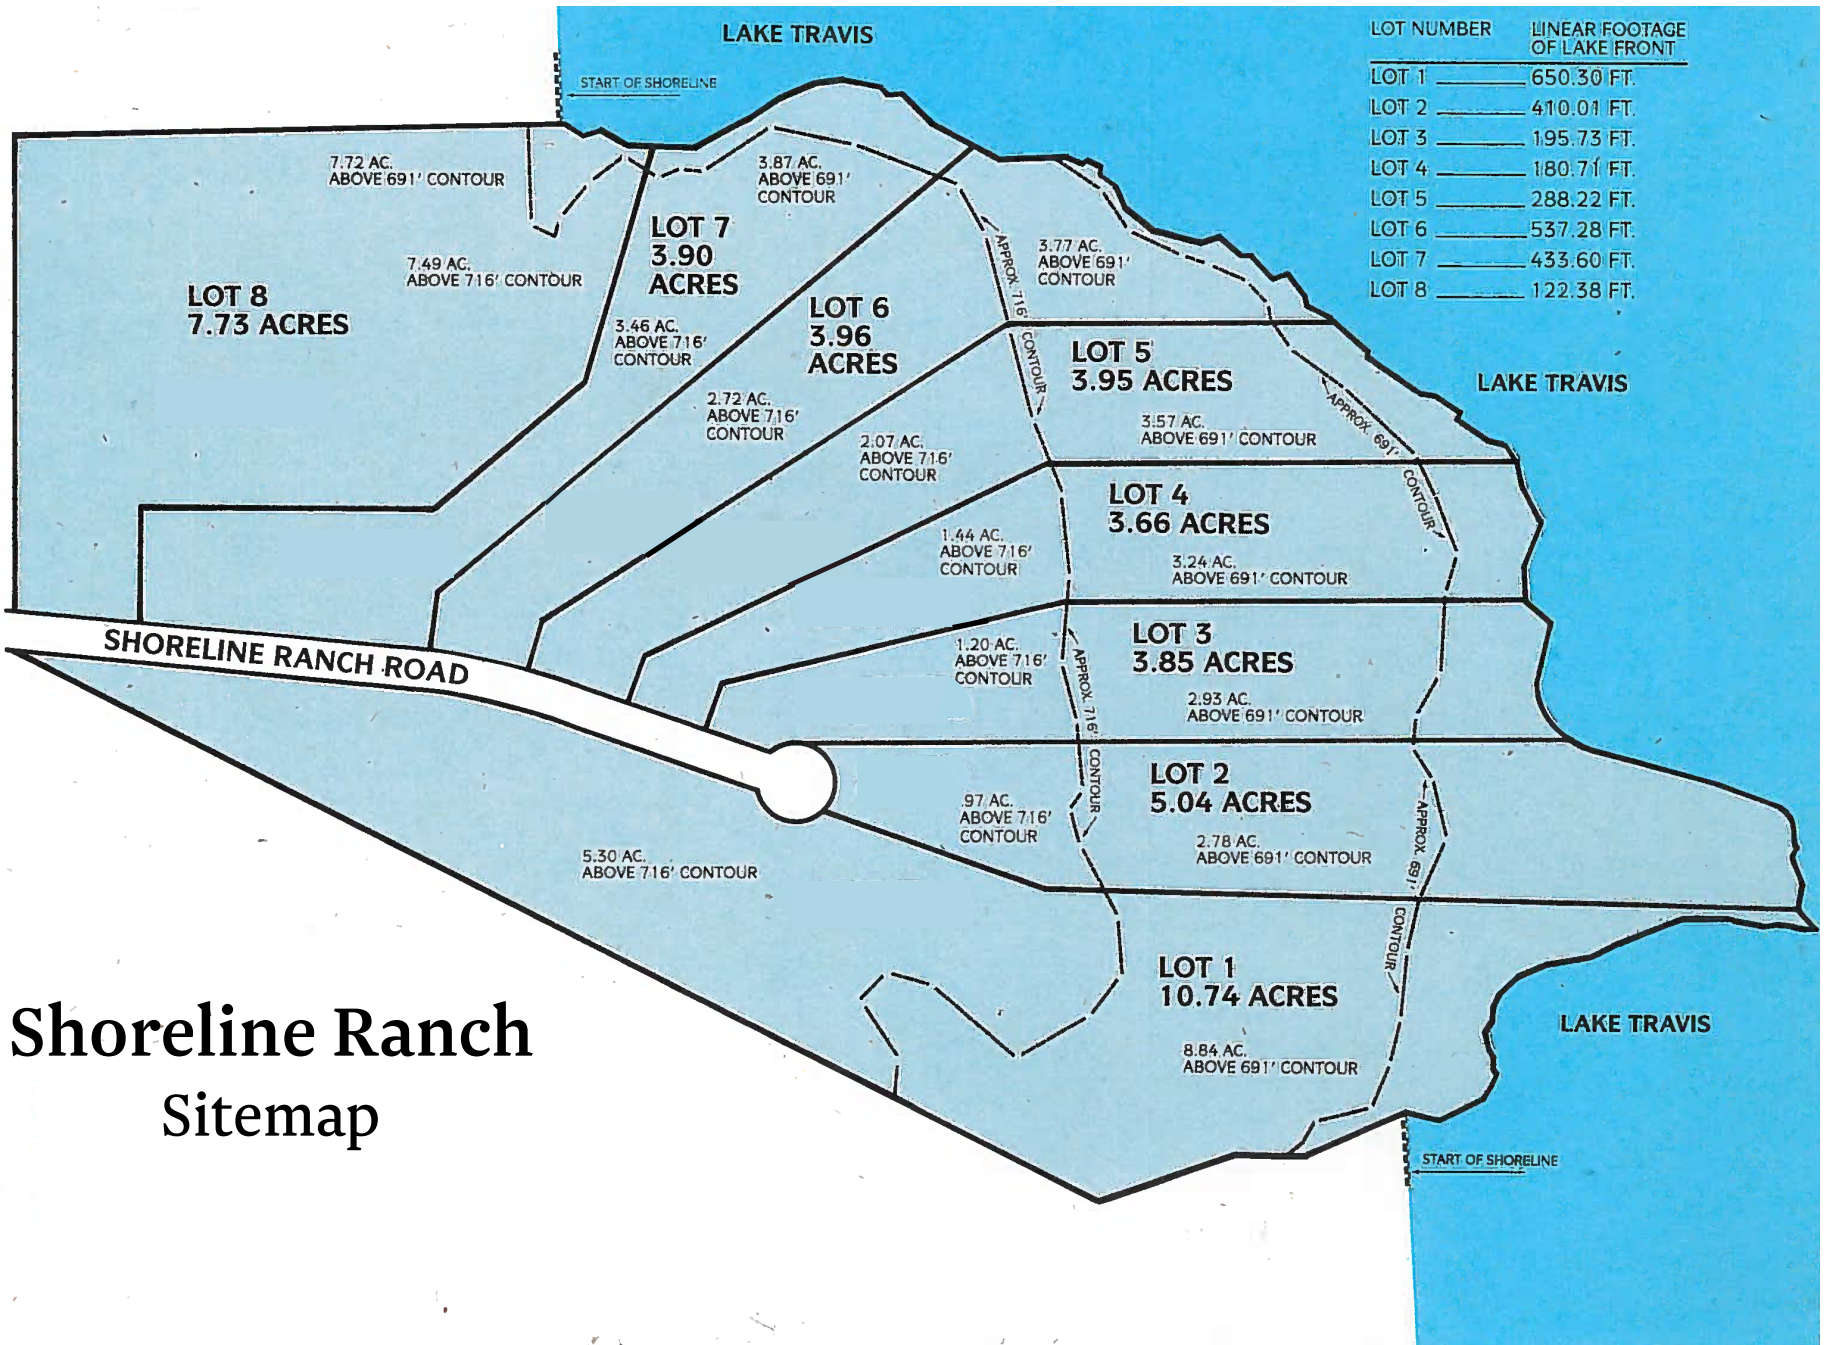 LAKE TRAVIS
START OF SHORELINE
LOT NUMBER LINEAR FOOTAGE
OF LAKE FRONT
LOT 1 650.30 FT.
LOT 2 410.01 FT.
LOT 3 195.73 FT.
LOT 4 180.71 FT.
LOT 5 288.22 FT.
LOT 6 537.28 FT.
LOT 7 433.60 FT.
LOT 8 122.38 FT.
7.72 AC.
ABOVE 691' CONTOUR
7.49 AC.
ABOVE 716' CONTOUR
LOT 8
7.73 ACRES
3.87 AC.
ABOVE 691'
CONTOUR
LOT 7
3.90
ACRES
3.46 AC.
ABOVE 716'
CONTOUR
3.77 AC.
ABOVE 691'
CONTOUR
LOT 6
3.96
ACRES
2.72 AC.
ABOVE 716'
CONTOUR
APPROX. 716' CONTOUR
LOT 5
3.95 ACRES
3.57 AC.
ABOVE 691' CONTOUR
2.07 AC.
ABOVE 716'
CONTOUR
APPROX. 691' CONTOUR
LAKE TRAVIS
LOT 4
3.66 ACRES
3.24 AC.
ABOVE 691' CONTOUR
1.44 AC.
ABOVE 716'
CONTOUR
LOT 3
3.85 ACRES
2.93 AC.
ABOVE 691' CONTOUR
1.20 AC.
ABOVE 716'
CONTOUR
APPROX. 716' CONTOUR
SHORELINE RANCH ROAD
LOT 2
5.04 ACRES
2.78 AC.
ABOVE 691' CONTOUR
.97 AC.
ABOVE 716'
CONTOUR
APPROX. 691' CONTOUR
5.30 AC.
ABOVE 716' CONTOUR
LOT 1
10.74 ACRES
8.84 AC.
ABOVE 691' CONTOUR
LAKE TRAVIS
START OF SHORELINE
Shoreline Ranch
Sitemap